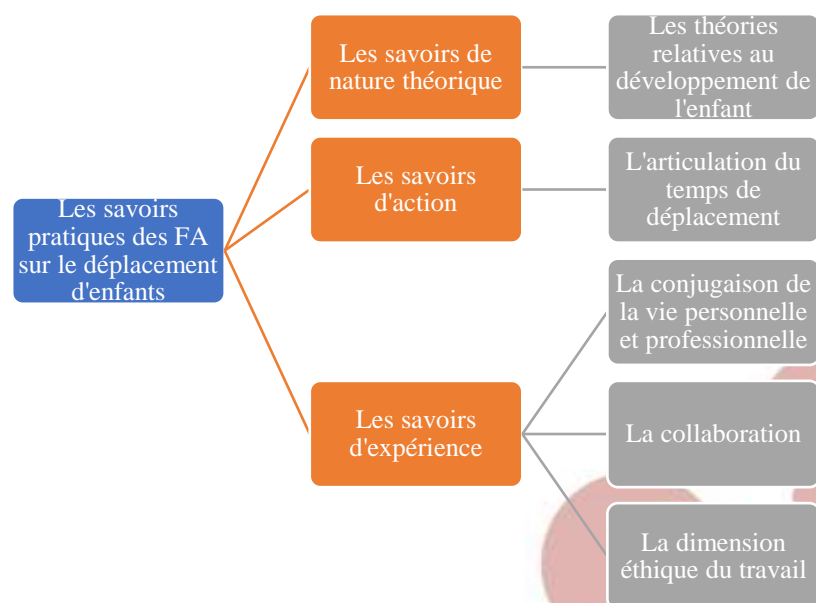 Les savoirs
pratiques des FA
sur le déplacement
d'enfants
Les savoirs de
nature théorique
Les théories
relatives au
développement de
l'enfant
Les savoirs
d'action
L'articulation du
temps de
déplacement
Les savoirs
d'expérience
La conjugaison de
la vie personnelle
et professionnelle
La collaboration
La dimension
éthique du travail